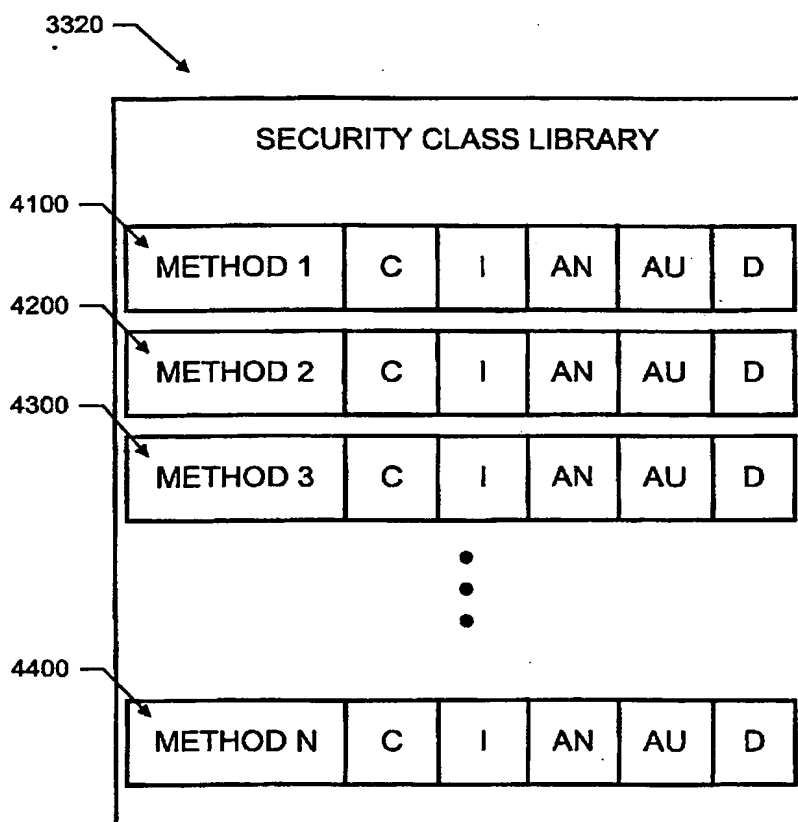 3320
SECURITY CLASS LIBRARY
4100
METHOD 1 C I AN AU D
4200
METHOD 2 C I AN AU D
4300
METHOD 3 C I AN AU D
4400
METHOD N C I AN AU D